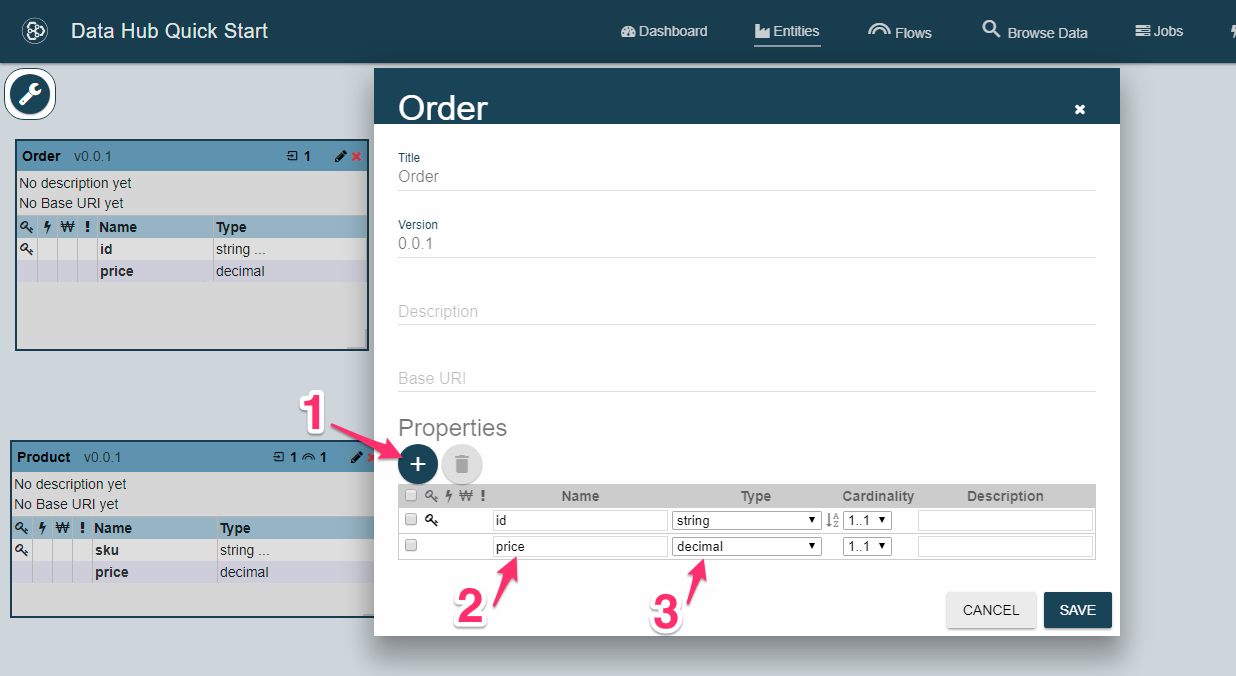 Data Hub Quick Start
Dashboard Entities Flows Browse Data Jobs
Order v0.0.1 1
No description yet
No Base URI yet
₩ ! Name Type
id string ...
price decimal
Product v0.0.1 1 1
No description yet
No Base URI yet
₩ ! Name Type
sku string ...
price decimal
Order
Title
Order
Version
0.0.1
Description
Base URI
1
Properties
₩ ! Name Type Cardinality Description
id string 1..1
price decimal 1..1
2 3
CANCEL SAVE